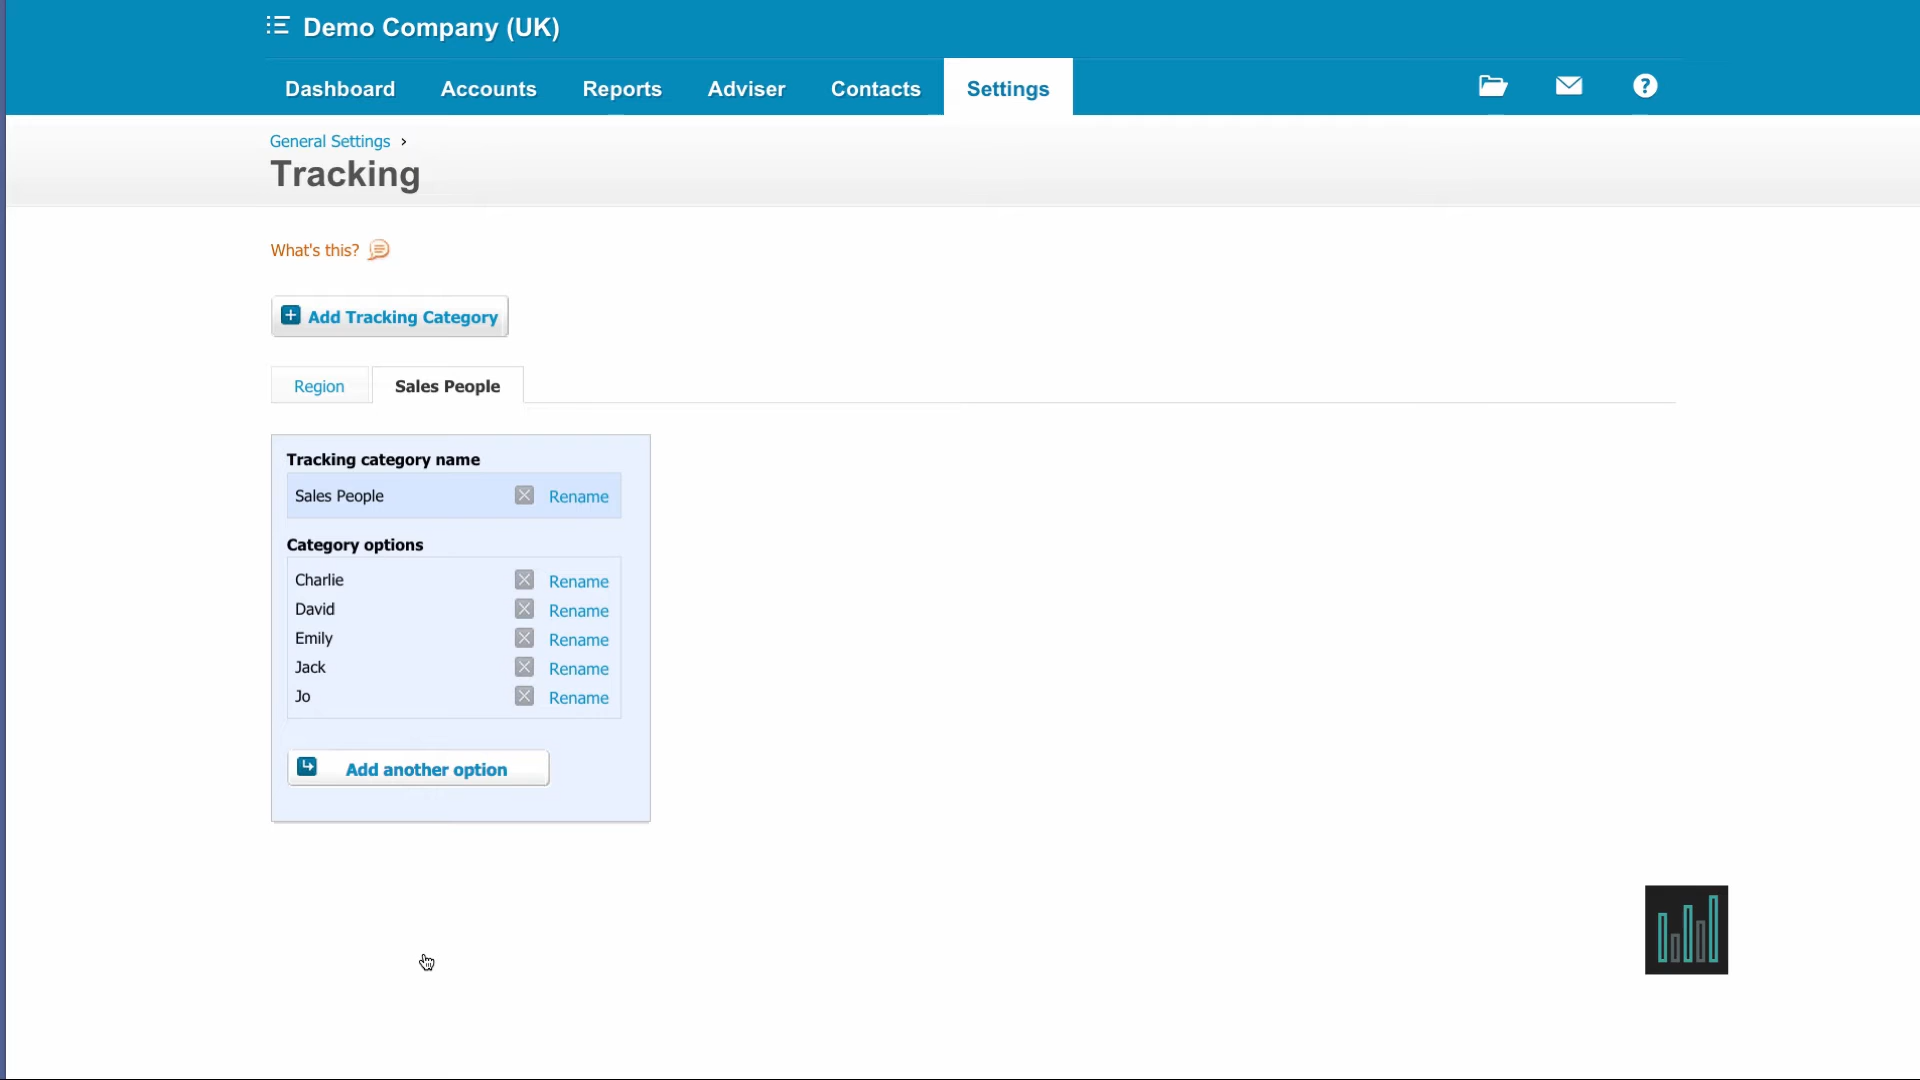 Demo Company (UK)
Dashboard Accounts Reports Adviser Contacts Settings ?
General Settings ›
Tracking
What's this?
Add Tracking Category
Region Sales People
Tracking category name
Sales People Rename
Category options
Charlie Rename
David Rename
Emily Rename
Jack Rename
Jo Rename
Add another option